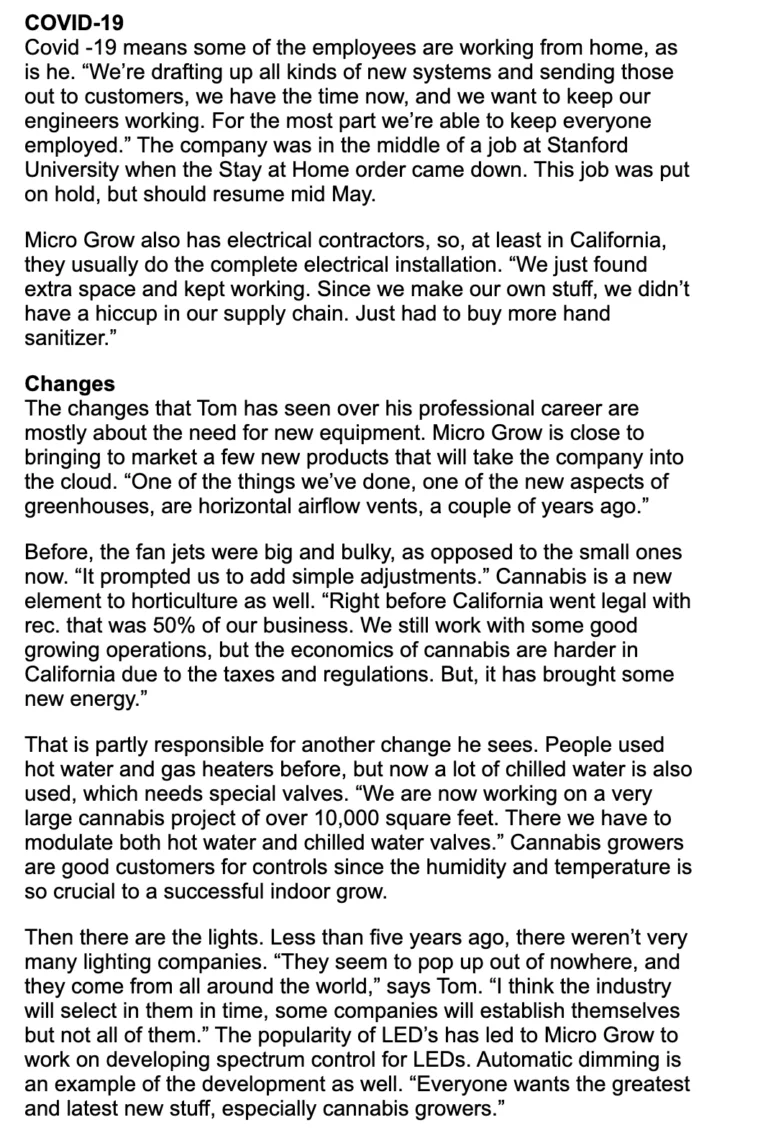 COVID-19
Covid -19 means some of the employees are working from home, as
is he. “We’re drafting up all kinds of new systems and sending those
out to customers, we have the time now, and we want to keep our
engineers working. For the most part we’re able to keep everyone
employed.” The company was in the middle of a job at Stanford
University when the Stay at Home order came down. This job was put
on hold, but should resume mid May.
Micro Grow also has electrical contractors, so, at least in California,
they usually do the complete electrical installation. “We just found
extra space and kept working. Since we make our own stuff, we didn’t
have a hiccup in our supply chain. Just had to buy more hand
sanitizer.”
Changes
The changes that Tom has seen over his professional career are
mostly about the need for new equipment. Micro Grow is close to
bringing to market a few new products that will take the company into
the cloud. “One of the things we’ve done, one of the new aspects of
greenhouses, are horizontal airflow vents, a couple of years ago.”
Before, the fan jets were big and bulky, as opposed to the small ones
now. “It prompted us to add simple adjustments.” Cannabis is a new
element to horticulture as well. “Right before California went legal with
rec. that was 50% of our business. We still work with some good
growing operations, but the economics of cannabis are harder in
California due to the taxes and regulations. But, it has brought some
new energy.”
That is partly responsible for another change he sees. People used
hot water and gas heaters before, but now a lot of chilled water is also
used, which needs special valves. “We are now working on a very
large cannabis project of over 10,000 square feet. There we have to
modulate both hot water and chilled water valves.” Cannabis growers
are good customers for controls since the humidity and temperature is
so crucial to a successful indoor grow.
Then there are the lights. Less than five years ago, there weren’t very
many lighting companies. “They seem to pop up out of nowhere, and
they come from all around the world,” says Tom. “I think the industry
will select in them in time, some companies will establish themselves
but not all of them.” The popularity of LED’s has led to Micro Grow to
work on developing spectrum control for LEDs. Automatic dimming is
an example of the development as well. “Everyone wants the greatest
and latest new stuff, especially cannabis growers.”